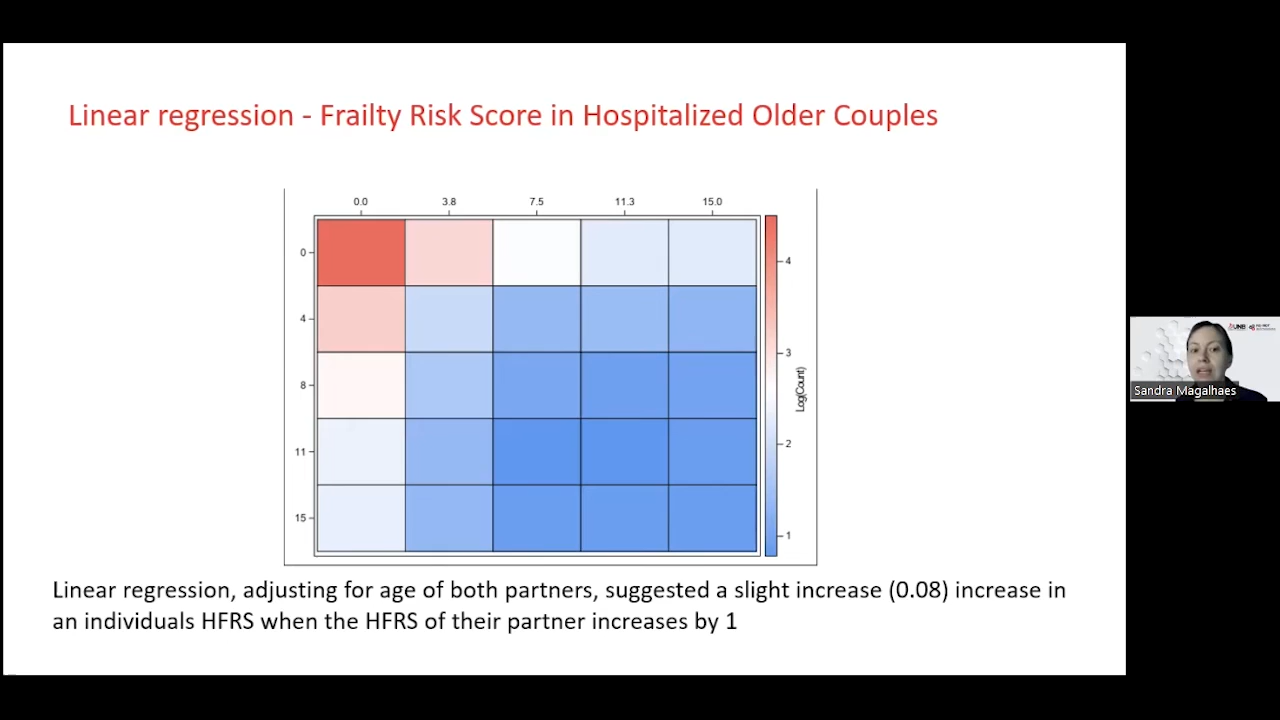 Linear regression - Frailty Risk Score in Hospitalized Older Couples
0.0 3.8 7.5 11.3 15.0
0
4
8
11
15
4
3
2
1
Log(Count)
Linear regression, adjusting for age of both partners, suggested a slight increase (0.08) increase in
an individuals HFRS when the HFRS of their partner increases by 1
UNB
Sandra Magalhaes